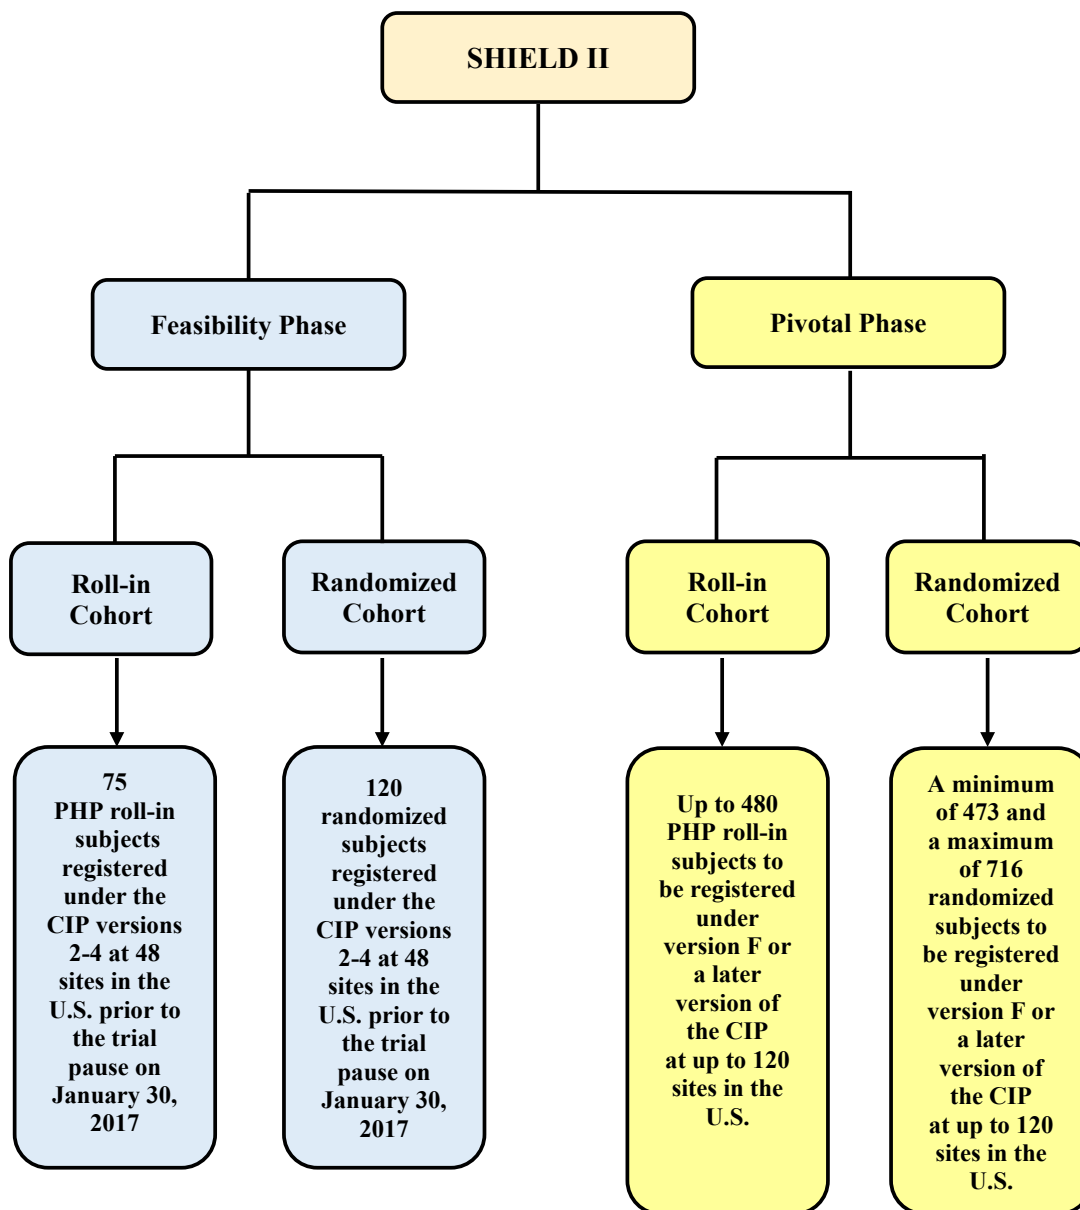 SHIELD II
Feasibility Phase
Pivotal Phase
Roll-in
Cohort
Randomized
Cohort
Roll-in
Cohort
Randomized
Cohort
75
PHP roll-in
subjects
registered
under the
CIP versions
2-4 at 48
sites in the
U.S. prior to
the trial
pause on
January 30,
2017
120
randomized
subjects
registered
under the
CIP versions
2-4 at 48
sites in the
U.S. prior to
the trial
pause on
January 30,
2017
Up to 480
PHP roll-in
subjects to
be registered
under
version F or
a later
version of
the CIP
at up to 120
sites in the
U.S.
A minimum
of 473 and
a maximum
of 716
randomized
subjects to
be registered
under
version F or
a later
version of
the CIP
at up to 120
sites in the
U.S.